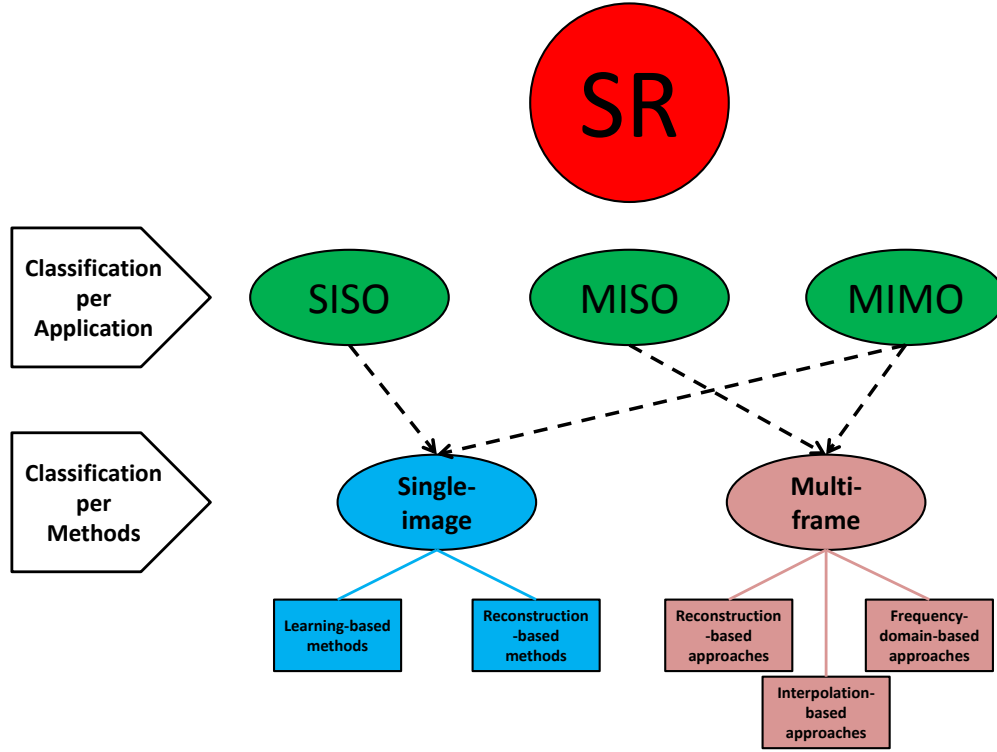 SR
Classification
per
Application
SISO
MISO
MIMO
Classification
per
Methods
Single-
image
Multi-
frame
Learning-based
methods
Reconstruction
-based methods
Reconstruction
-based
approaches
Frequency-
domain-based
approaches
Interpolation-
based
approaches